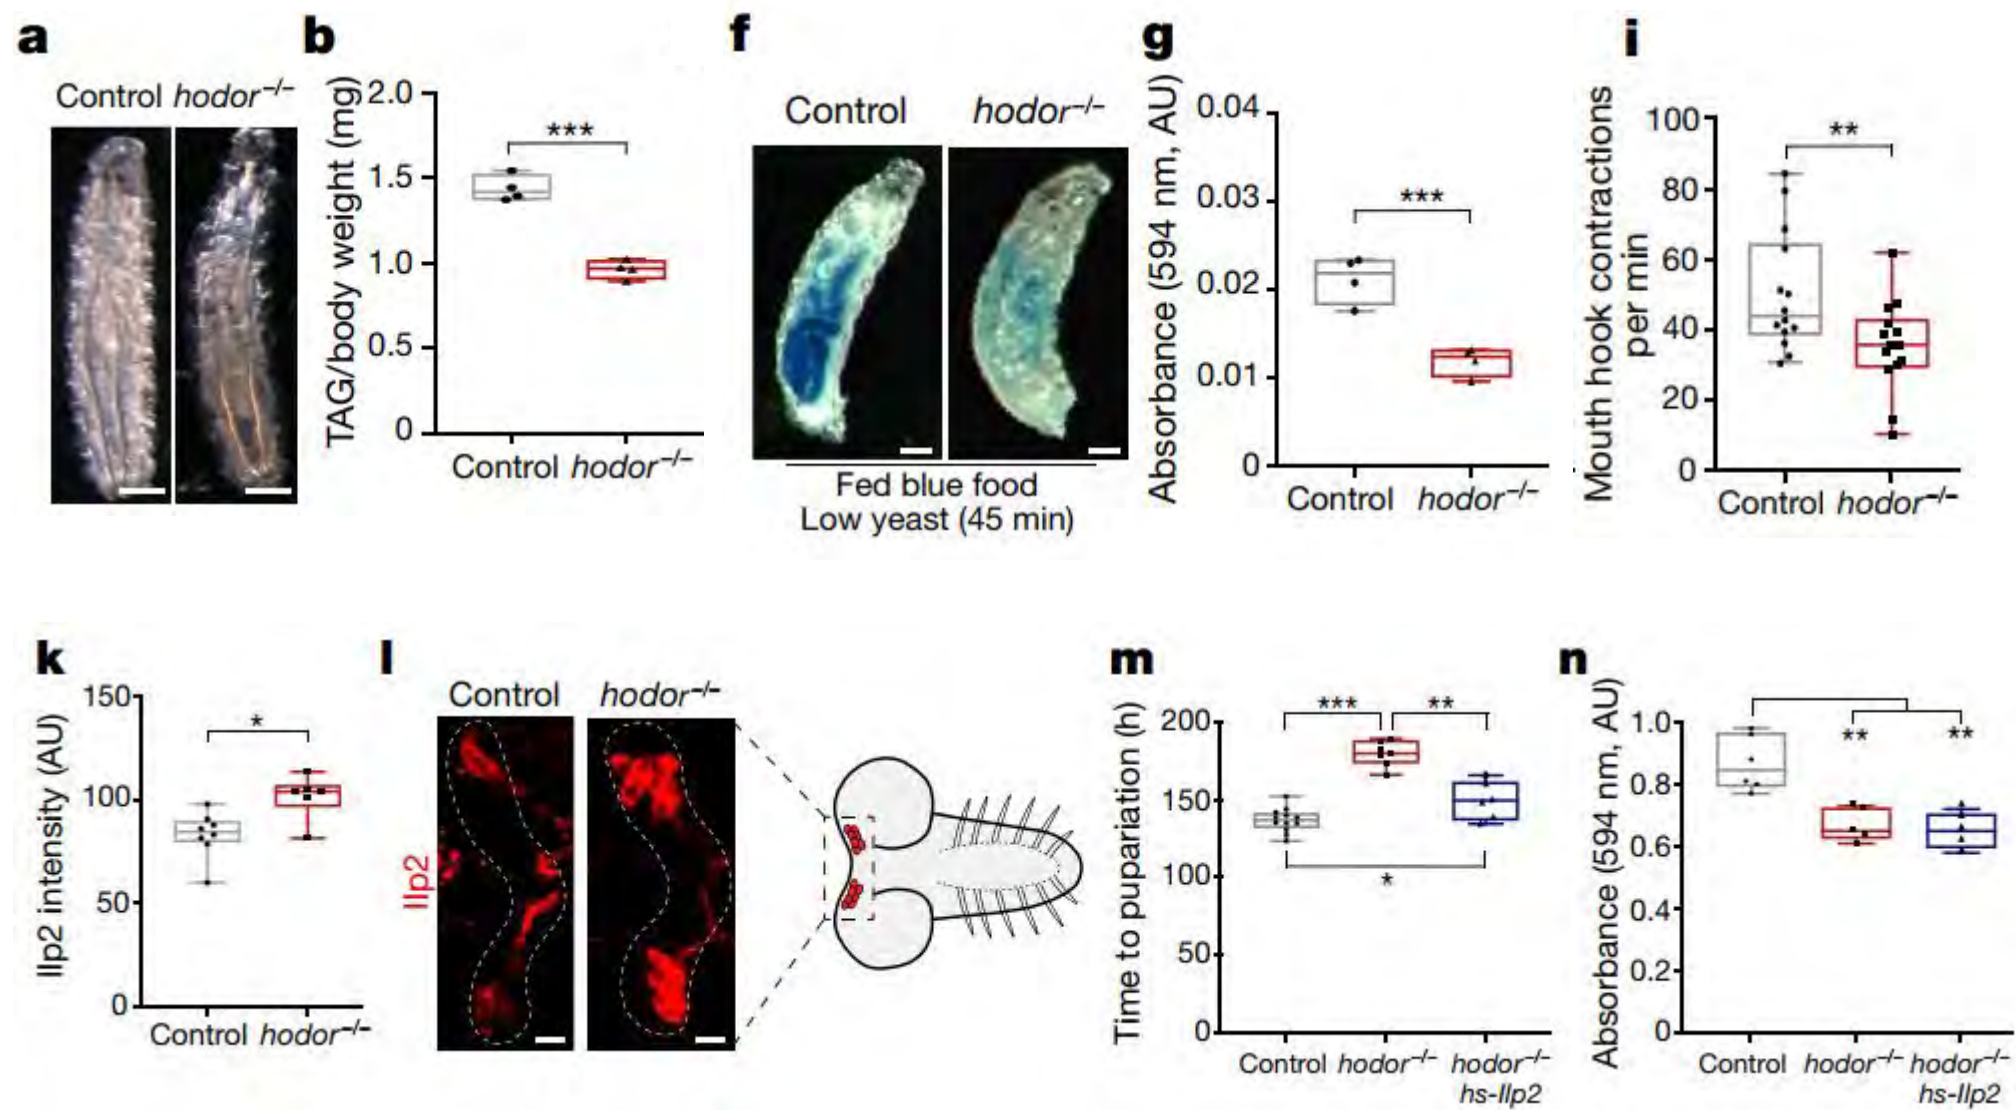 a
Control hodor–/–
b
TAG/body weight (mg)
2.0
1.5
1.0
0.5
0
***
Control hodor–/–
f
Control hodor–/–
Fed blue food
Low yeast (45 min)
g
Absorbance (594 nm, AU)
0.04
0.03
0.02
0.01
0
***
Control hodor–/–
i
Mouth hook contractions
per min
100
80
60
40
20
0
**
Control hodor–/–
k
Ilp2 intensity (AU)
150
100
50
0
*
Control hodor–/–
l
Control hodor–/–
Ilp2
m
Time to pupariation (h)
200
150
100
50
0
*** **
*
Control hodor–/– hodor–/–
hs-Ilp2
n
Absorbance (594 nm, AU)
1.0
0.8
0.6
0.4
0.2
0
** **
Control hodor–/– hodor–/–
hs-Ilp2